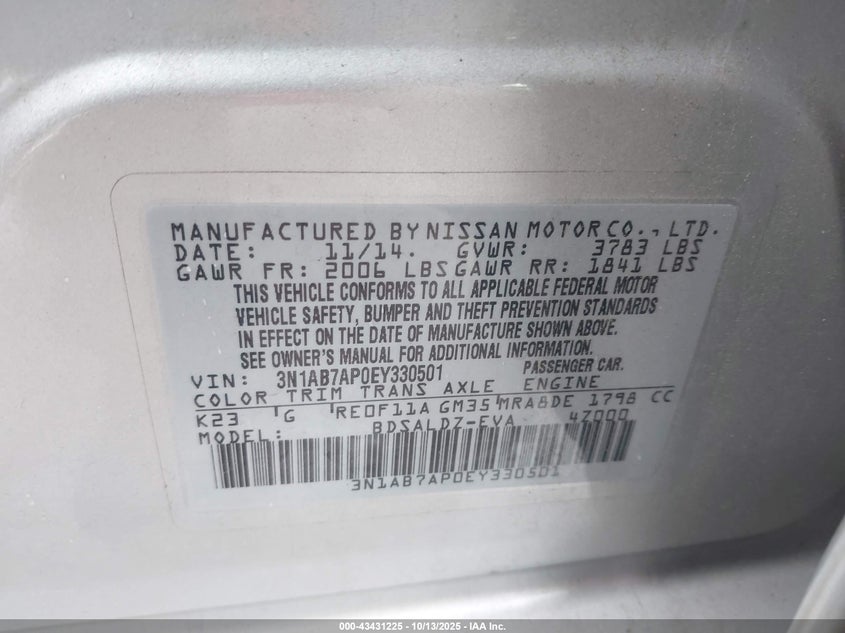 MANUFACTURED BY NISSAN MOTOR CO., LTD.
DATE: 11/14. GVWR: 3783 LBS
GAWR FR: 2006 LBS GAWR RR: 1841 LBS
THIS VEHICLE CONFORMS TO ALL APPLICABLE FEDERAL MOTOR
VEHICLE SAFETY, BUMPER AND THEFT PREVENTION STANDARDS
IN EFFECT ON THE DATE OF MANUFACTURE SHOWN ABOVE.
SEE OWNER'S MANUAL FOR ADDITIONAL INFORMATION.
VIN: 3N1AB7AP0EY330501 PASSENGER CAR.
COLOR TRIM TRANS AXLE ENGINE
K23 G RE0F11A GM35 MRA8DE 1798 CC
MODEL: BDSALDZ-EVA 4Z000
3N1AB7AP0EY330501
000-43431225 - 10/13/2025 - IAA Inc.